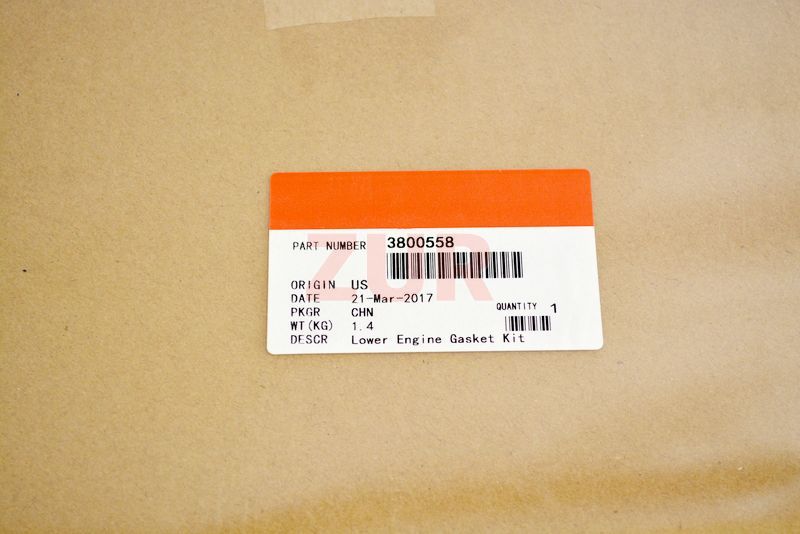 PART NUMBER 3800558
ZUR
ORIGIN US
DATE 21-Mar-2017
PKGR CHN
QUANTITY 1
WT(KG) 1.4
DESCR Lower Engine Gasket Kit